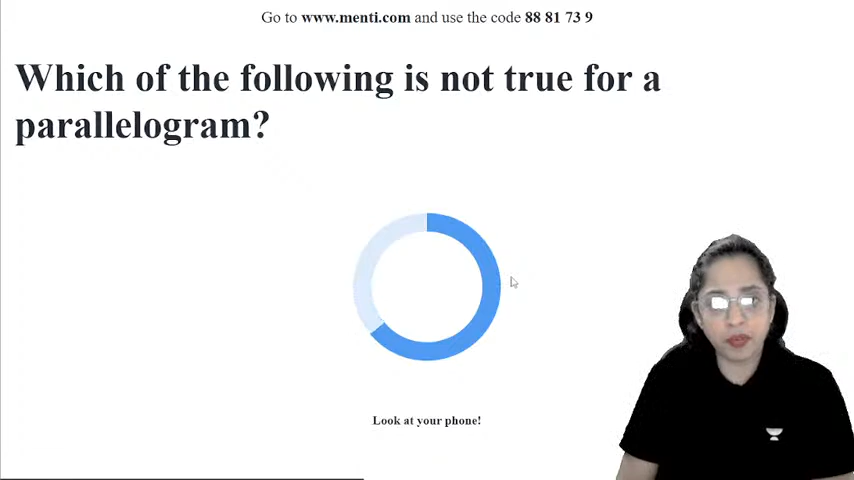 Go to www.menti.com and use the code 88 81 73 9
Which of the following is not true for a
parallelogram?
Look at your phone!